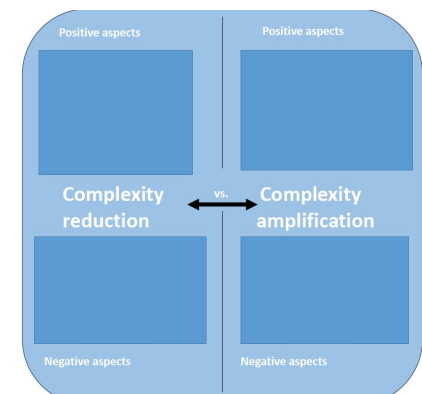 Positive aspects
Positive aspects
Complexity
reduction
vs.
Complexity
amplification
Negative aspects
Negative aspects